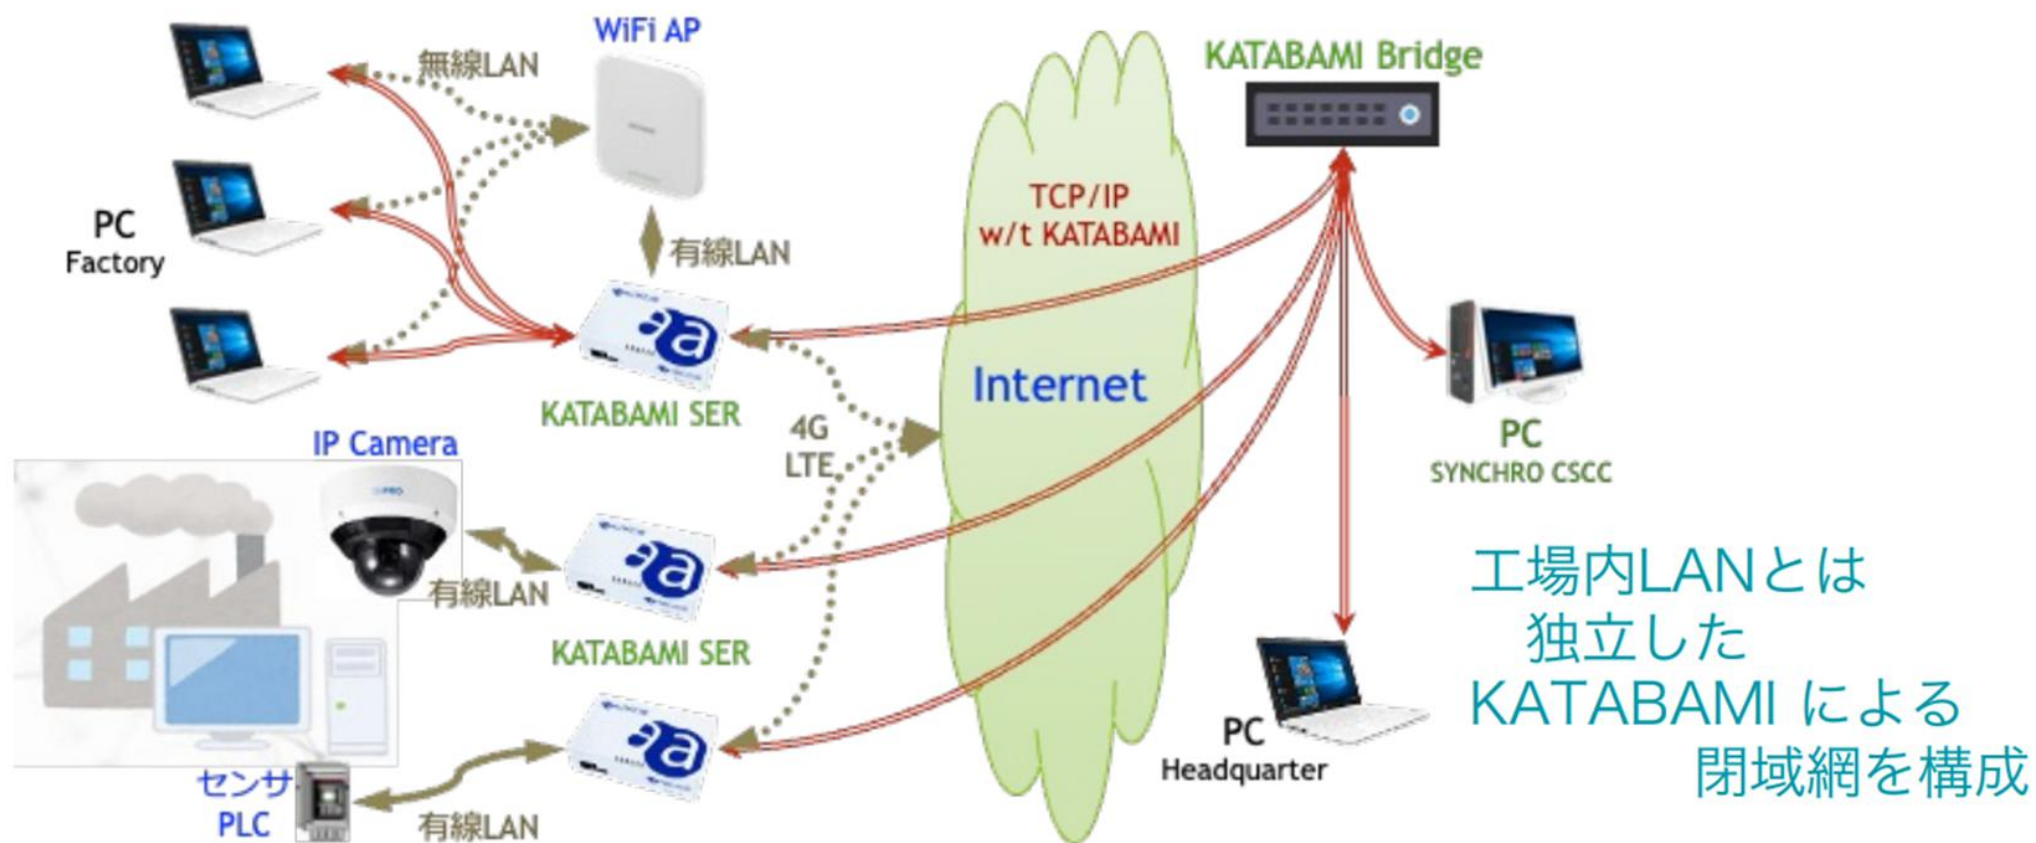 WiFi AP
無線LAN
KATABAMI Bridge
TCP/IP
w/t KATABAMI
PC
Factory
有線LAN
a
KATABAMI SER
Internet
4G
LTE
PC
SYNCHRO CSCC
IP Camera
有線LAN
a
KATABAMI SER
工場内LANとは
独立した
KATABAMI による
閉域網を構成
a
PC
Headquarter
センサ
PLC
有線LAN